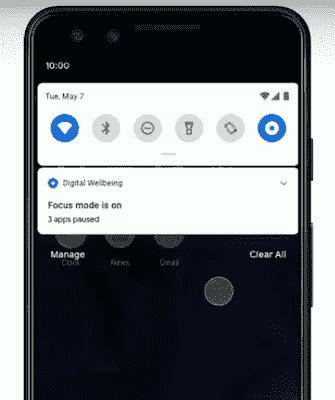 10:00
Tue, May 7
Digital Wellbeing
Focus mode is on
3 apps paused
Manage
Clear All
Clock
News
Gmail